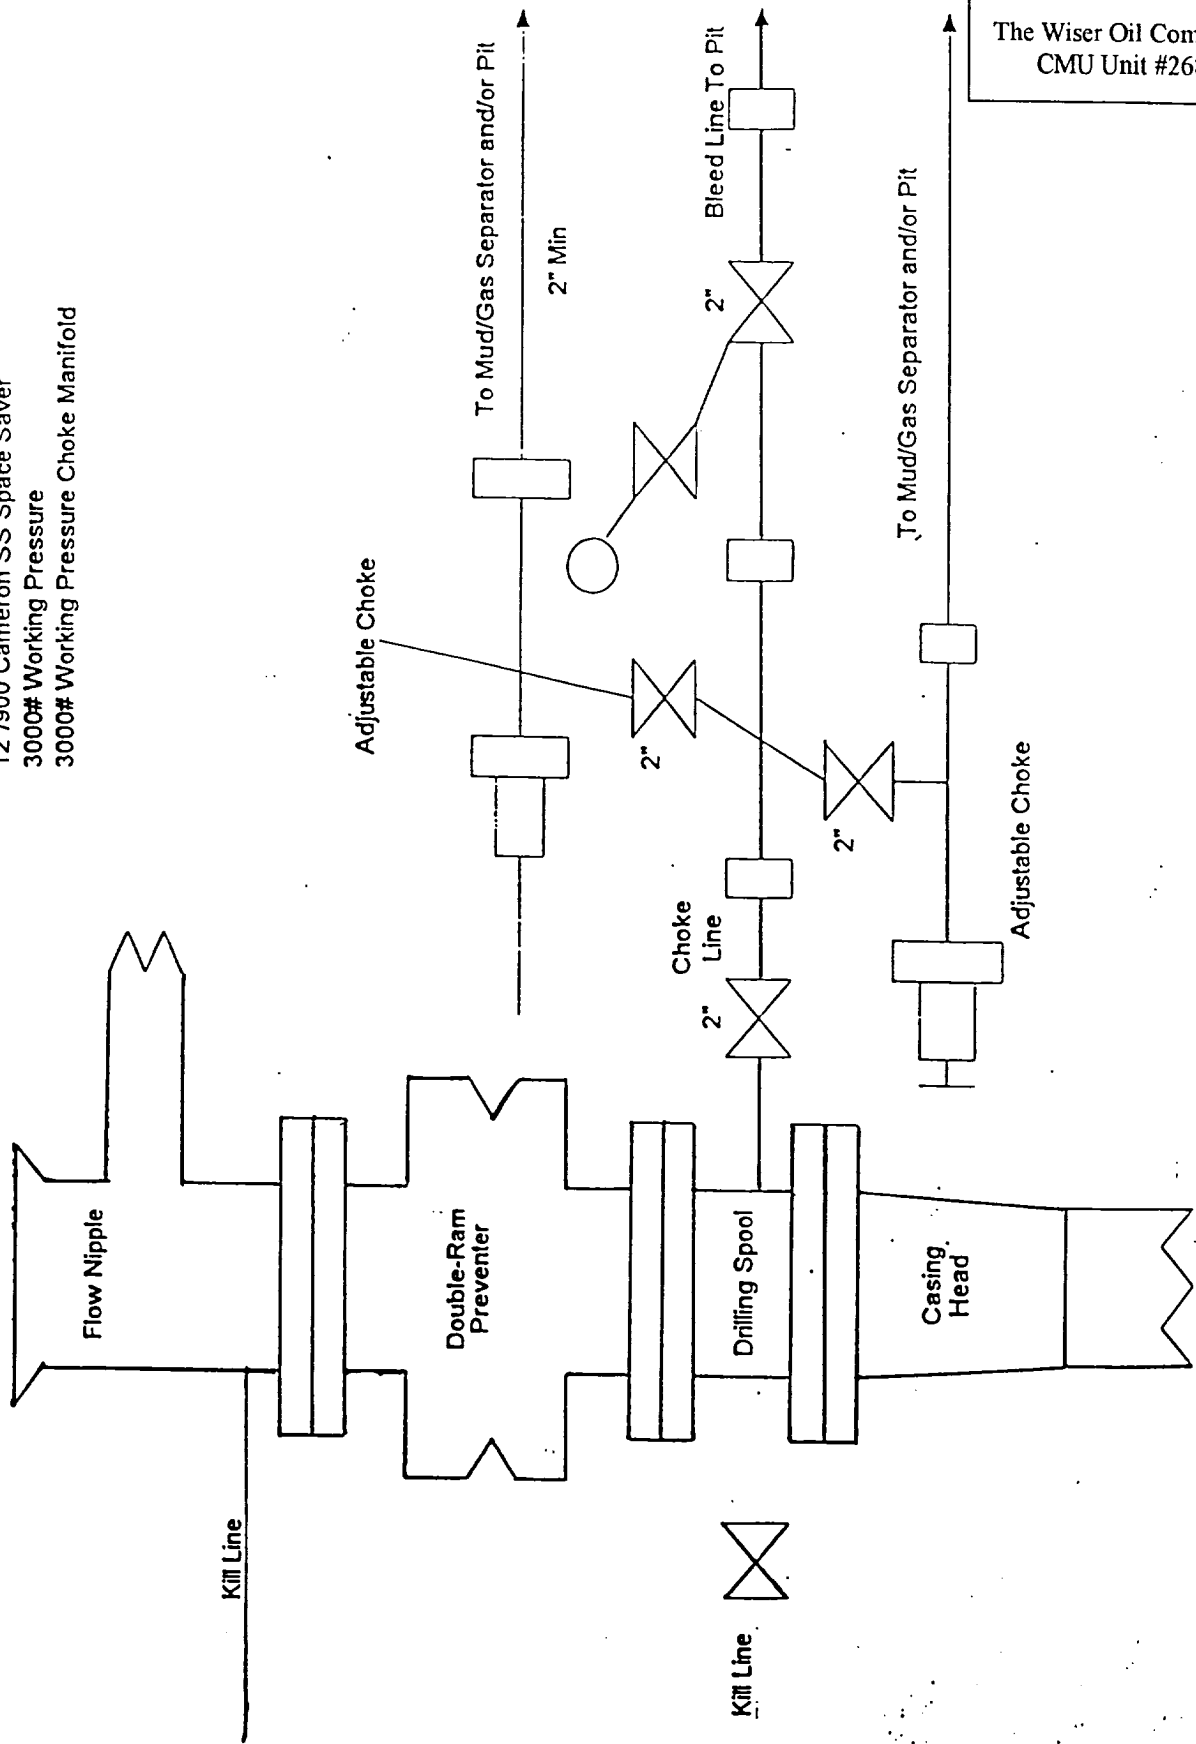 The Wiser Oil Com
CMU Unit #26
Cameron SS Space Saver
3000# Working Pressure
3000# Working Pressure Choke Manifold
Kill Line
Flow Nipple
Double-Ram
Preventer
Adjustable Choke
To Mud/Gas Separator and/or Pit
2" Min
Kill Line
Drilling Spool
2"
Choke
Line
2"
2"
2"
Bleed Line To Pit
Casing
Head
Adjustable Choke
To Mud/Gas Separator and/or Pit